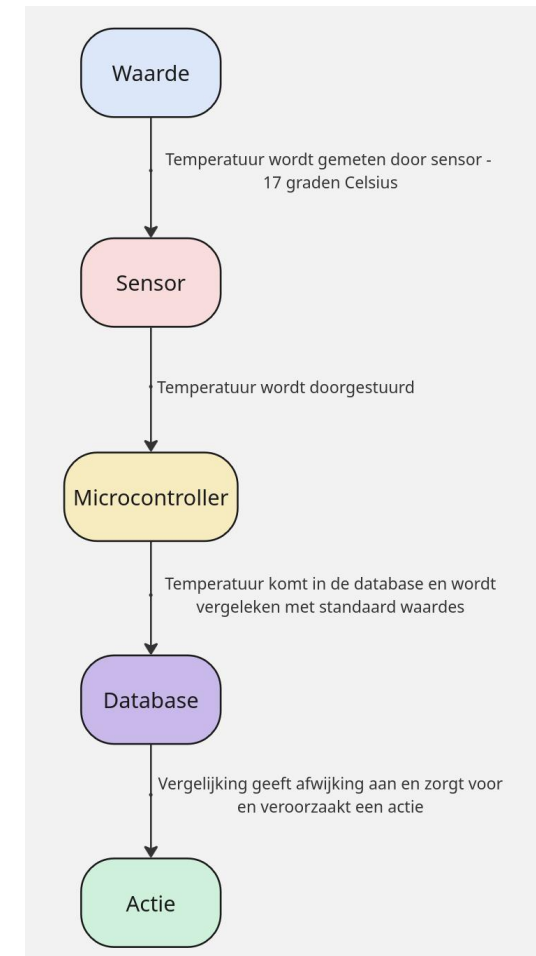 Waarde
Temperatuur wordt gemeten door sensor -
17 graden Celsius
Sensor
Temperatuur wordt doorgestuurd
Microcontroller
Temperatuur komt in de database en wordt
vergeleken met standaard waardes
Database
Vergelijking geeft afwijking aan en zorgt voor
en veroorzaakt een actie
Actie